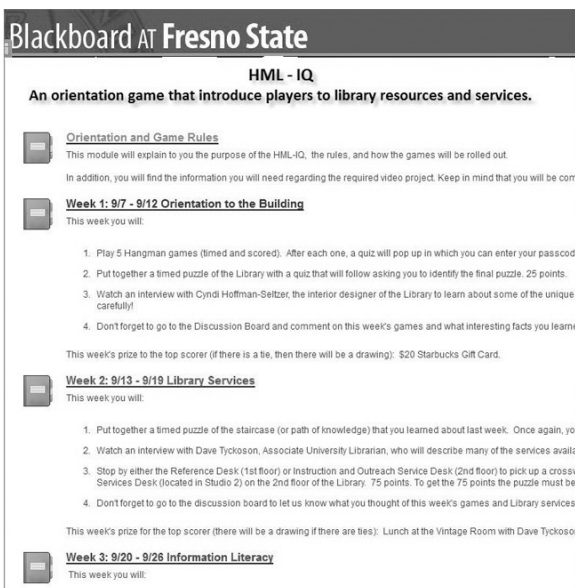 Blackboard AT Fresno State
HML - IQ
An orientation game that introduce players to library resources and services.
Orientation and Game Rules
This module will explain to you the purpose of the HML-IQ, the rules, and how the games will be rolled out.
In addition, you will find the information you will need regarding the required video project. Keep in mind that you will be com
Week 1: 9/7 - 9/12 Orientation to the Building
This week you will:
1. Play 5 Hangman games (timed and scored). After each one, a quiz will pop up in which you can enter your passcod
2. Put together a timed puzzle of the Library with a quiz that will follow asking you to identify the final puzzle. 25 points.
3. Watch an interview with Cyndi Hoffman-Seltzer, the interior designer of the Library to learn about some of the unique
carefully!
4. Don't forget to go to the Discussion Board and comment on this week's games and what interesting facts you learne
This week's prize to the top scorer (if there is a tie, then there will be a drawing): $20 Starbucks Gift Card.
Week 2: 9/13 - 9/19 Library Services
This week you will:
1. Put together a timed puzzle of the staircase (or path of knowledge) that you learned about last week. Once again, yo
2. Watch an interview with Dave Tyckoson, Associate University Librarian, who will describe many of the services availa
3. Stop by either the Reference Desk (1st floor) or Instruction and Outreach Service Desk (2nd floor) to pick up a crossw
Services Desk (located in Studio 2) on the 2nd floor of the Library. 75 points. To get the 75 points the puzzle must be
4. Don't forget to go to the discussion board to let us know what you thought of this week's games and Library services
This week's prize for the top scorer (there will be a drawing if there are ties): Lunch at the Vintage Room with Dave Tyckoso
Week 3: 9/20 - 9/26 Information Literacy
This week you will: